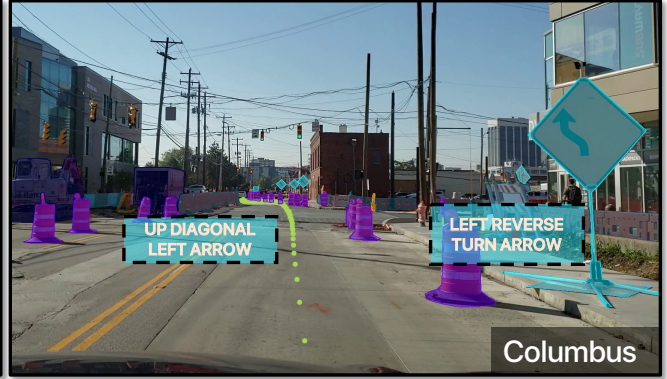 UP DIAGONAL
LEFT ARROW
LEFT REVERSE
TURN ARROW
Columbus